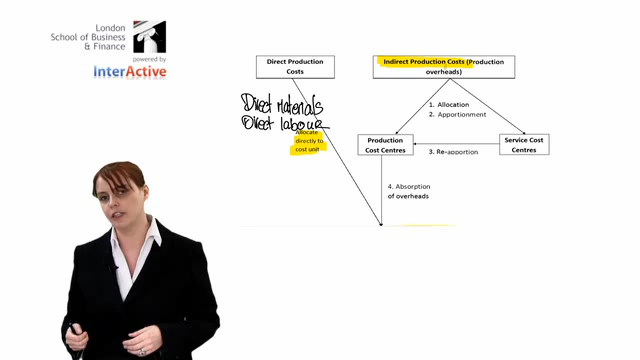 London
School of Business
& Finance
powered by
InterActive
Direct Production
Costs
Indirect Production Costs (Production
overheads)
Direct Materials
Direct labour
Allocate
directly to
cost unit
1. Allocation
2. Apportionment
Production
Cost Centres
3. Re-apportion
Service Cost
Centres
4. Absorption
of overheads